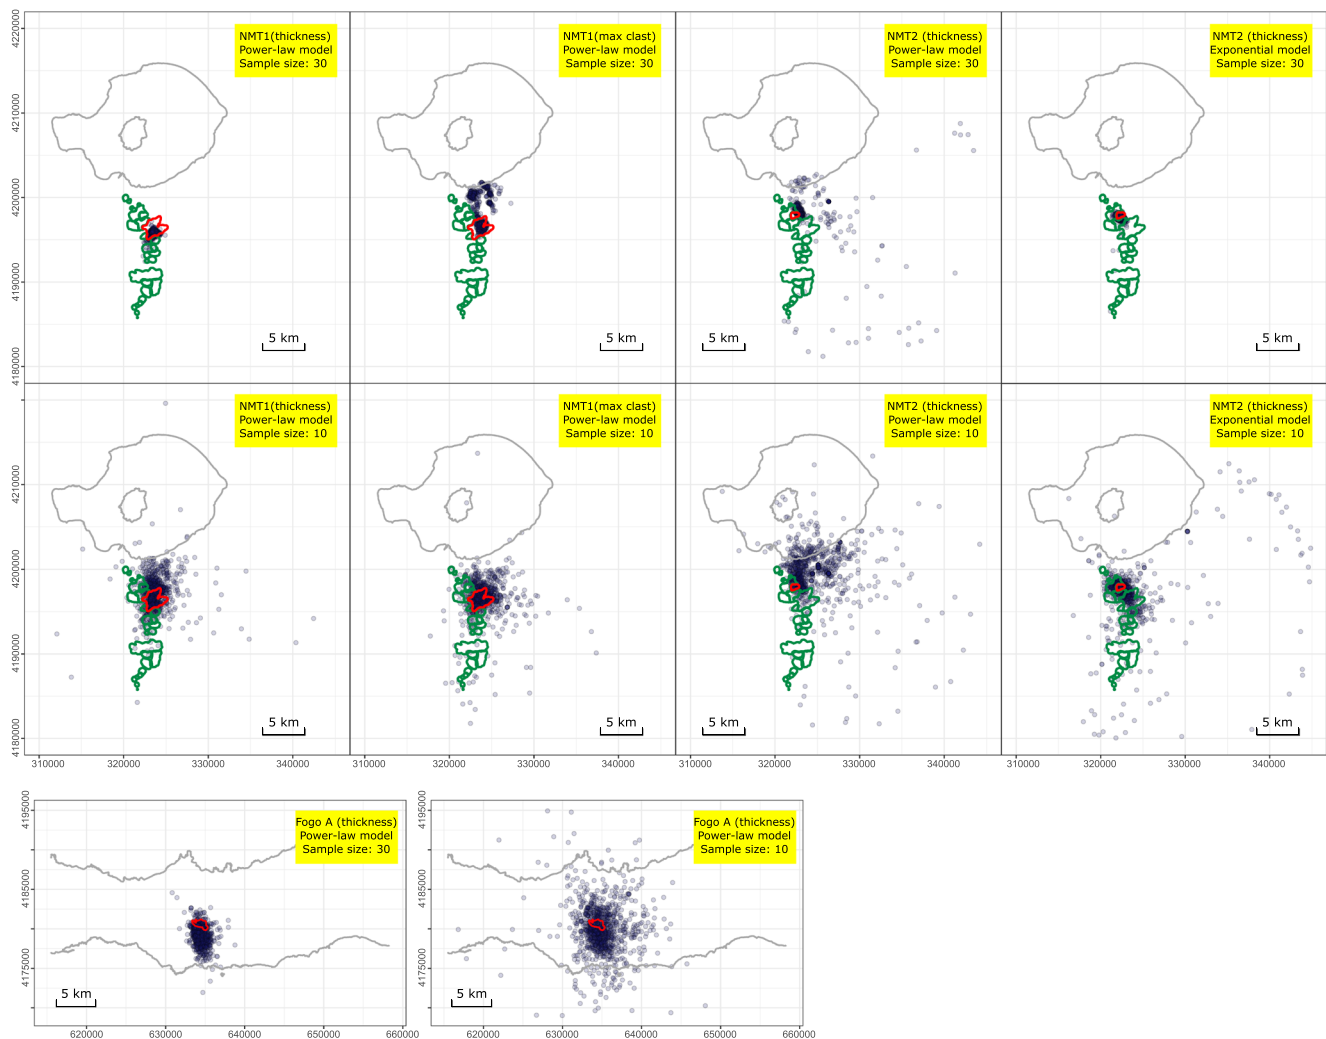 4220000
4210000
4200000
4190000
4180000
NMT1(thickness)
Power-law model
Sample size: 30
5 km
NMT1(max clast)
Power-law model
Sample size: 30
5 km
NMT2 (thickness)
Power-law model
Sample size: 30
5 km
NMT2 (thickness)
Exponential model
Sample size: 30
5 km
4210000
4200000
4190000
4180000
NMT1(thickness)
Power-law model
Sample size: 10
5 km
NMT1(max clast)
Power-law model
Sample size: 10
5 km
NMT2 (thickness)
Power-law model
Sample size: 10
5 km
NMT2 (thickness)
Exponential model
Sample size: 10
5 km
310000 320000 330000 340000
310000 320000 330000 340000
310000 320000 330000 340000
310000 320000 330000 340000
4195000
4185000
4175000
Fogo A (thickness)
Power-law model
Sample size: 30
5 km
620000 630000 640000 650000 660000
4195000
4185000
4175000
Fogo A (thickness)
Power-law model
Sample size: 10
5 km
620000 630000 640000 650000 660000